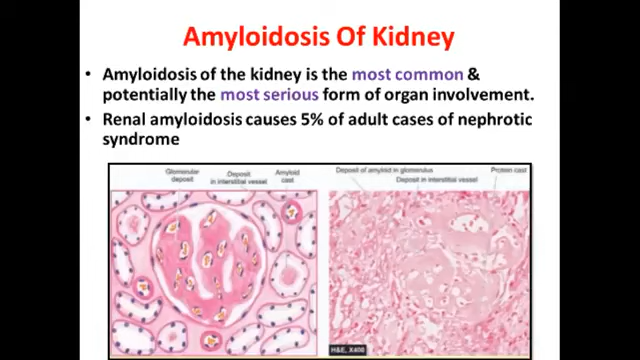 Amyloidosis Of Kidney
• Amyloidosis of the kidney is the most common &
potentially the most serious form of organ involvement.
• Renal amyloidosis causes 5% of adult cases of nephrotic
syndrome
Glomerular
deposit
Deposit
in interstitial vessel
Amyloid
cast
Deposit of amyloid in glomerulus
Deposit in interstitial vessel
Protein cast
H&E, X400